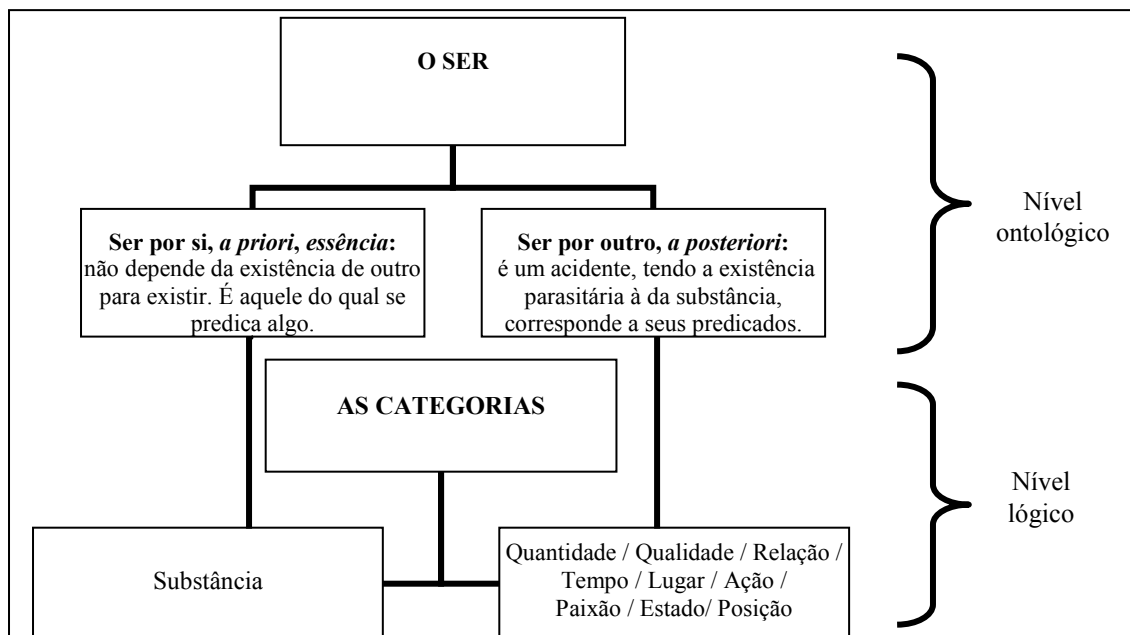 O SER
Ser por si, a priori, essência:
não depende da existência de outro
para existir. É aquele do qual se
predica algo.
Ser por outro, a posteriori:
é um acidente, tendo a existência
parasitária à da substância,
corresponde a seus predicados.
Nível
ontológico
AS CATEGORIAS
Substância
Quantidade / Qualidade / Relação /
Tempo / Lugar / Ação /
Paixão / Estado/ Posição
Nível
lógico